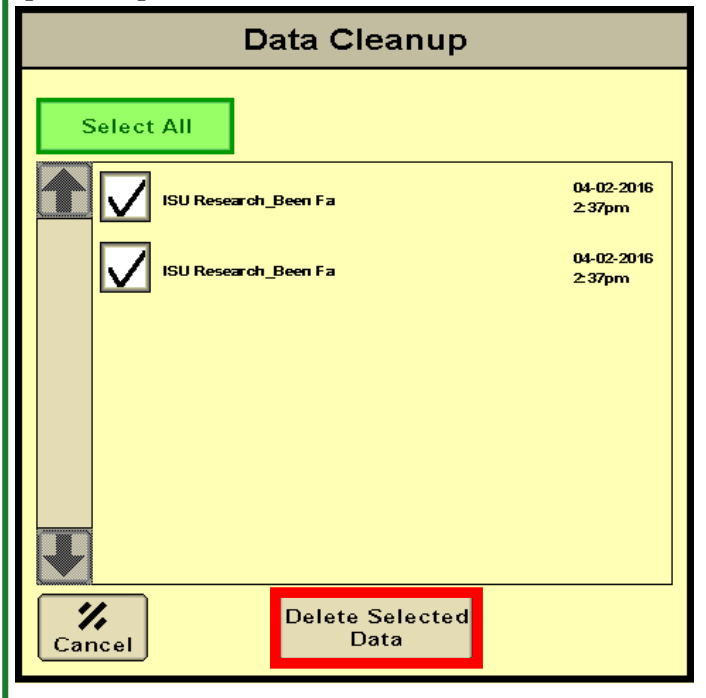 Data Cleanup
Select All
ISU Research_Been Fa
04-02-2016
2:37pm
ISU Research_Been Fa
04-02-2016
2:37pm
Cancel
Delete Selected
Data